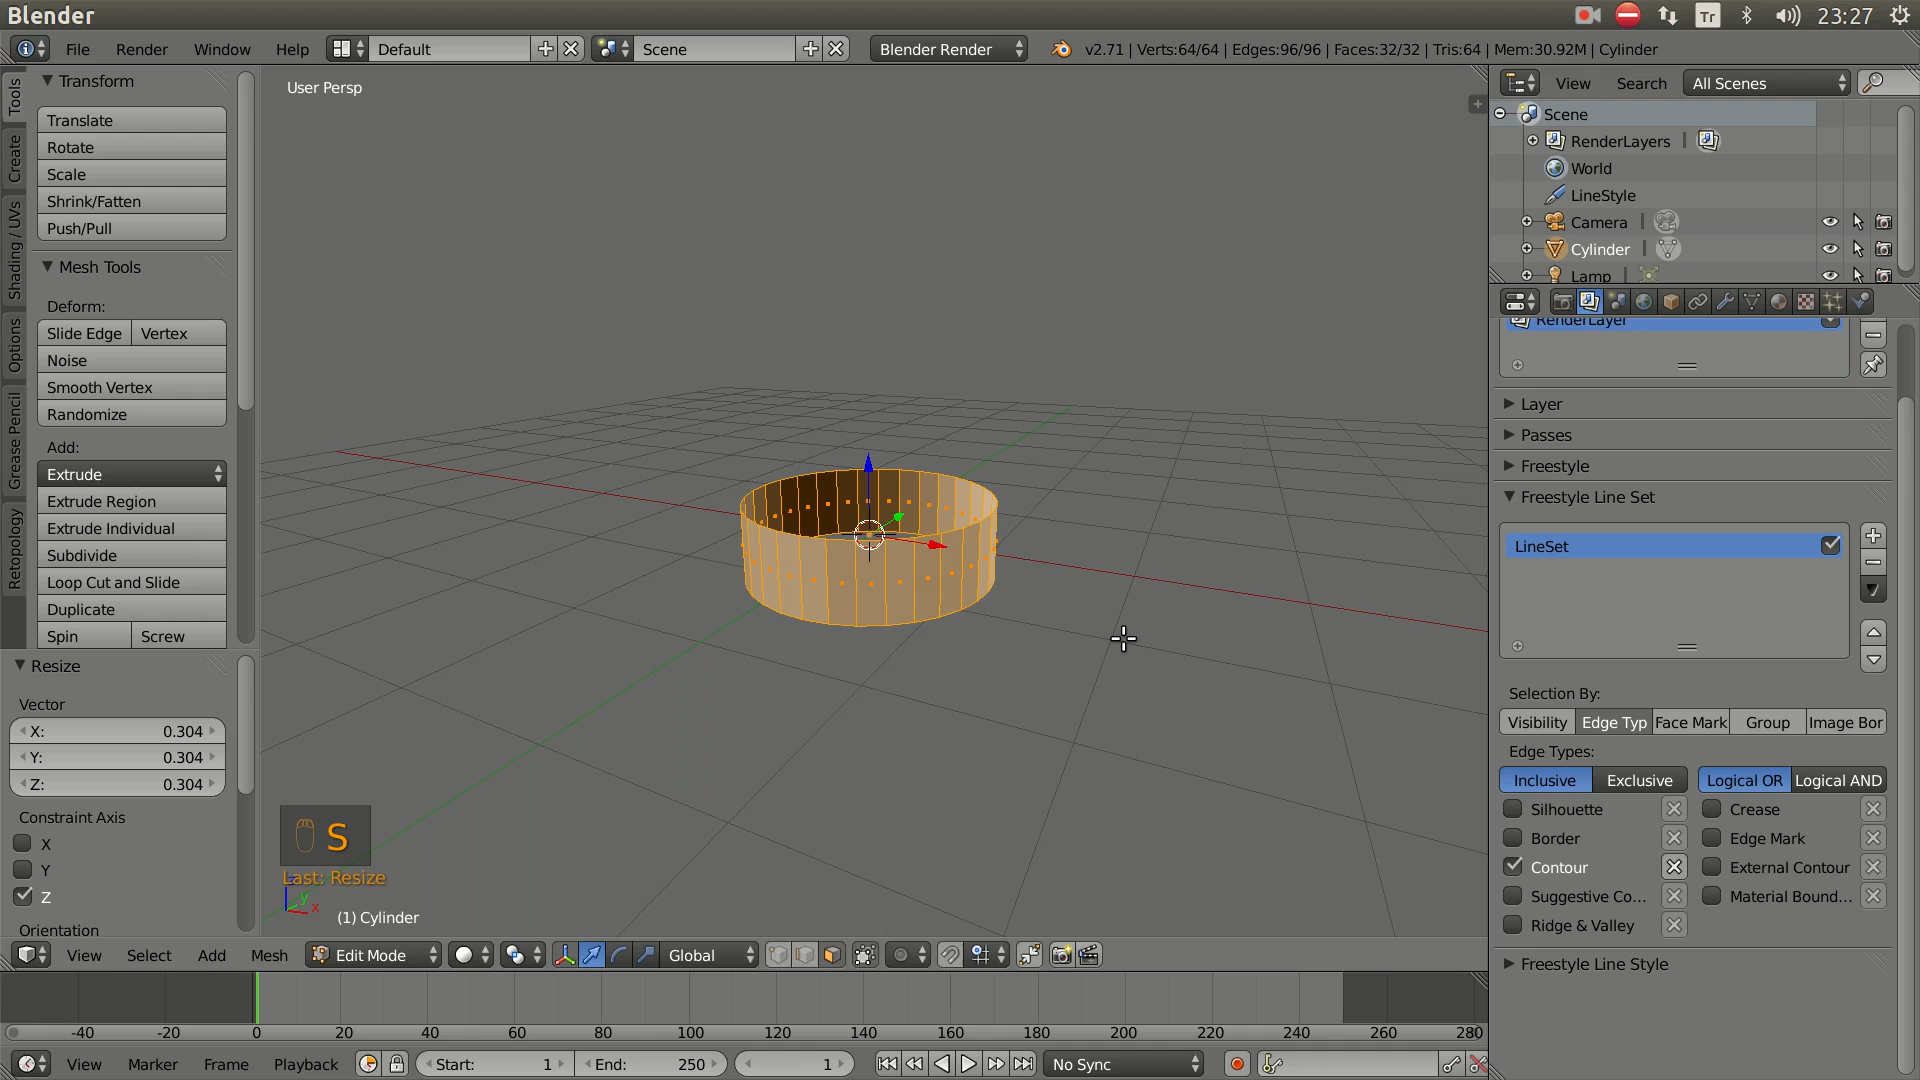 Blender
Tr
23:27
File Render Window Help Default Scene Blender Render v2.71 | Verts:64/64 | Edges:96/96 | Faces:32/32 | Tris:64 | Mem:30.92M | Cylinder
Tools
Create
Shading / UVs
Options
Grease Pencil
Retopology
Transform
Translate
Rotate
Scale
Shrink/Fatten
Push/Pull
Mesh Tools
Deform:
Slide Edge Vertex
Noise
Smooth Vertex
Randomize
Add:
Extrude
Extrude Region
Extrude Individual
Subdivide
Loop Cut and Slide
Duplicate
Spin Screw
Resize
Vector
X: 0.304
Y: 0.304
Z: 0.304
Constraint Axis
X
Y
Z
Orientation
User Persp
S
Last: Resize
z
y
x
(1) Cylinder
View Select Add Mesh Edit Mode Global
-40 -20 0 20 40 60 80 100 120 140 160 180 200 220 240 260 280
View Marker Frame Playback Start: 1 End: 250 1 No Sync
View Search All Scenes
Scene
RenderLayers |
World
LineStyle
Camera |
Cylinder |
Lamp |
RenderLayer
Layer
Passes
Freestyle
Freestyle Line Set
LineSet
Selection By:
Visibility Edge Typ Face Mark Group Image Bor
Edge Types:
Inclusive Exclusive Logical OR Logical AND
Silhouette Crease
Border Edge Mark
Contour External Contour
Suggestive Co... Material Bound...
Ridge & Valley
Freestyle Line Style